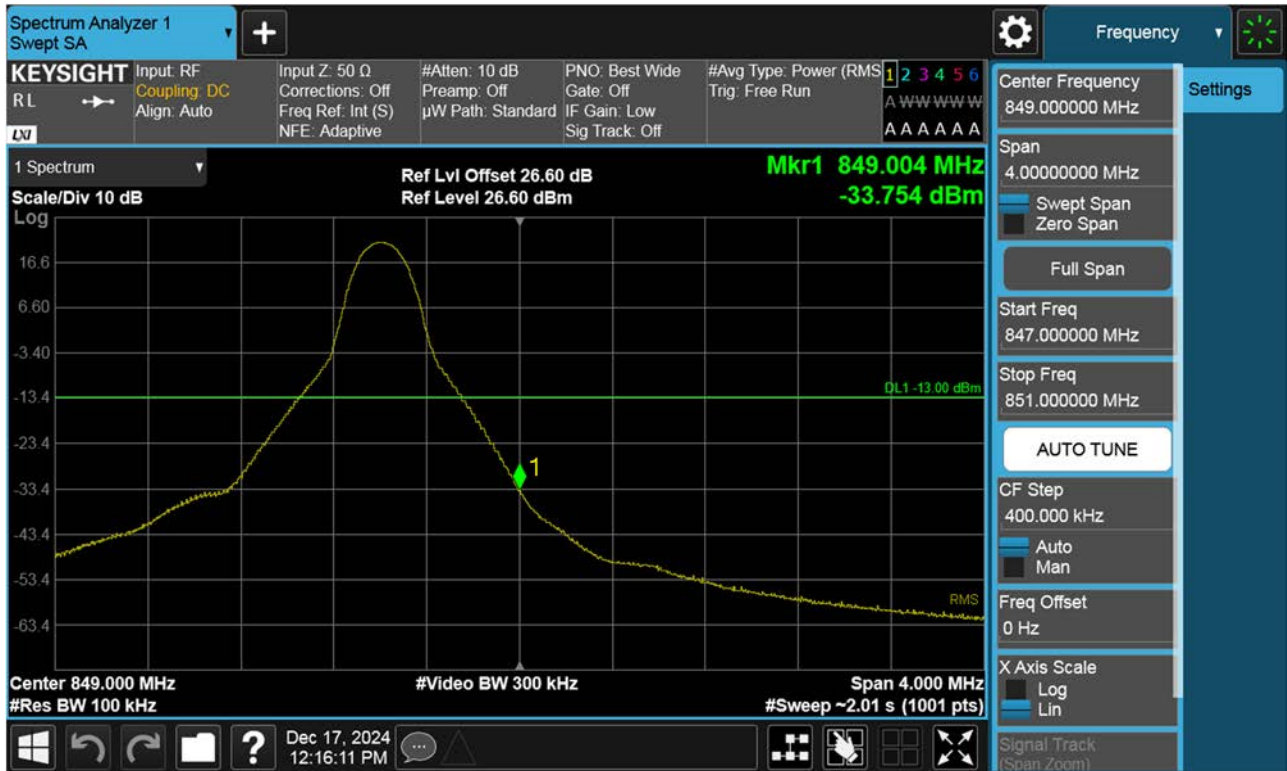 Spectrum Analyzer 1
Swept SA
+
Frequency
KEYSIGHT
RL
LXI
Input: RF
Coupling: DC
Align: Auto
Input Z: 50 Ω
Corrections: Off
Freq Ref: Int (S)
NFE: Adaptive
#Atten: 10 dB
Preamp: Off
µW Path: Standard
PNO: Best Wide
Gate: Off
IF Gain: Low
Sig Track: Off
#Avg Type: Power (RMS
Trig: Free Run
1 2 3 4 5 6
A W W W W W
A A A A A A
1 Spectrum
Scale/Div 10 dB
Log
Ref Lvl Offset 26.60 dB
Ref Level 26.60 dBm
Mkr1 849.004 MHz
-33.754 dBm
16.6
6.60
-3.40
-13.4
-23.4
-33.4
-43.4
-53.4
-63.4
DL1 -13.00 dBm
1
RMS
Center 849.000 MHz
#Video BW 300 kHz
Span 4.000 MHz
#Res BW 100 kHz
#Sweep ~2.01 s (1001 pts)
Center Frequency
849.000000 MHz
Settings
Span
4.00000000 MHz
Swept Span
Zero Span
Full Span
Start Freq
847.000000 MHz
Stop Freq
851.000000 MHz
AUTO TUNE
CF Step
400.000 kHz
Auto
Man
Freq Offset
0 Hz
X Axis Scale
Log
Lin
Signal Track
(Span Zoom)
?
Dec 17, 2024
12:16:11 PM